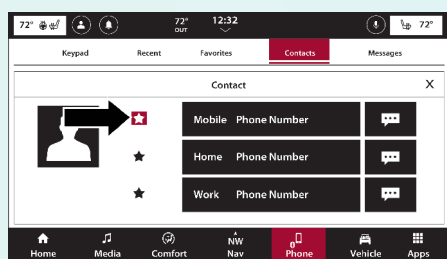 72° 72° OUT 12:32 72°
Keypad Recent Favorites Contacts Messages
Contact X
Mobile Phone Number
Home Phone Number
Work Phone Number
0
NW
Home Media Comfort Nav Phone Vehicle Apps